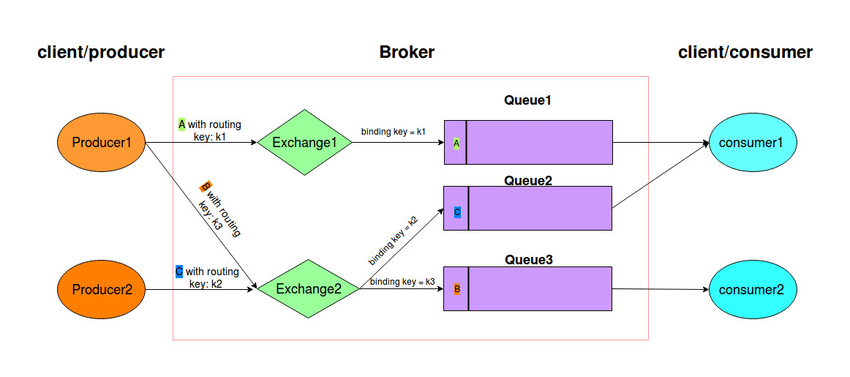 client/producer
Broker
client/consumer
Queue1
A with routing
key: k1
Producer1
Exchange1
binding key = k1
A
consumer1
Queue2
B with routing
key: k3
C
binding key = k2
Queue3
C with routing
key: k2
Producer2
Exchange2
binding key = k3
B
consumer2